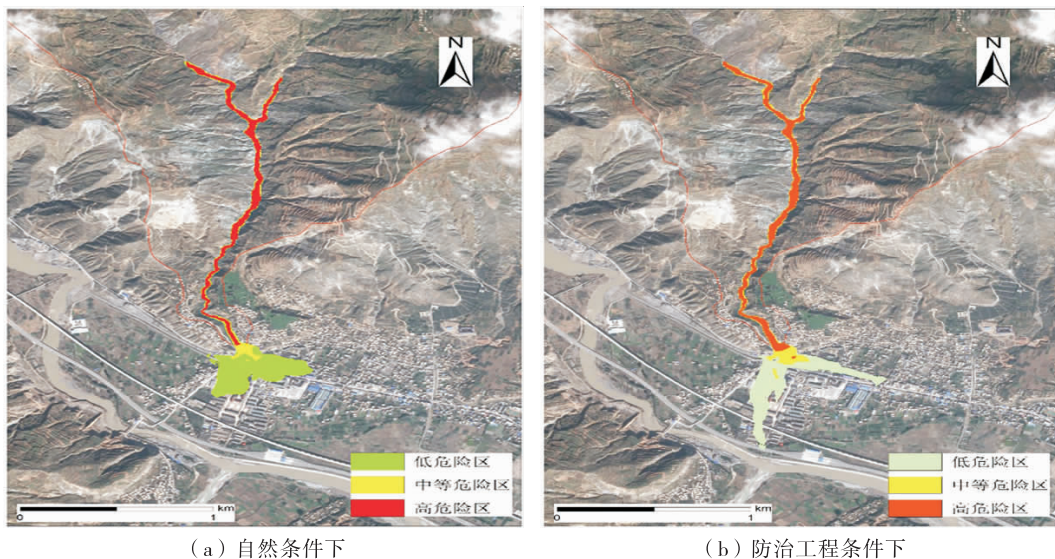 N
N
低危险区
中等危险区
高危险区
km
0
1
低危险区
中等危险区
高危险区
km
0
1
(a)自然条件下
(b)防治工程条件下